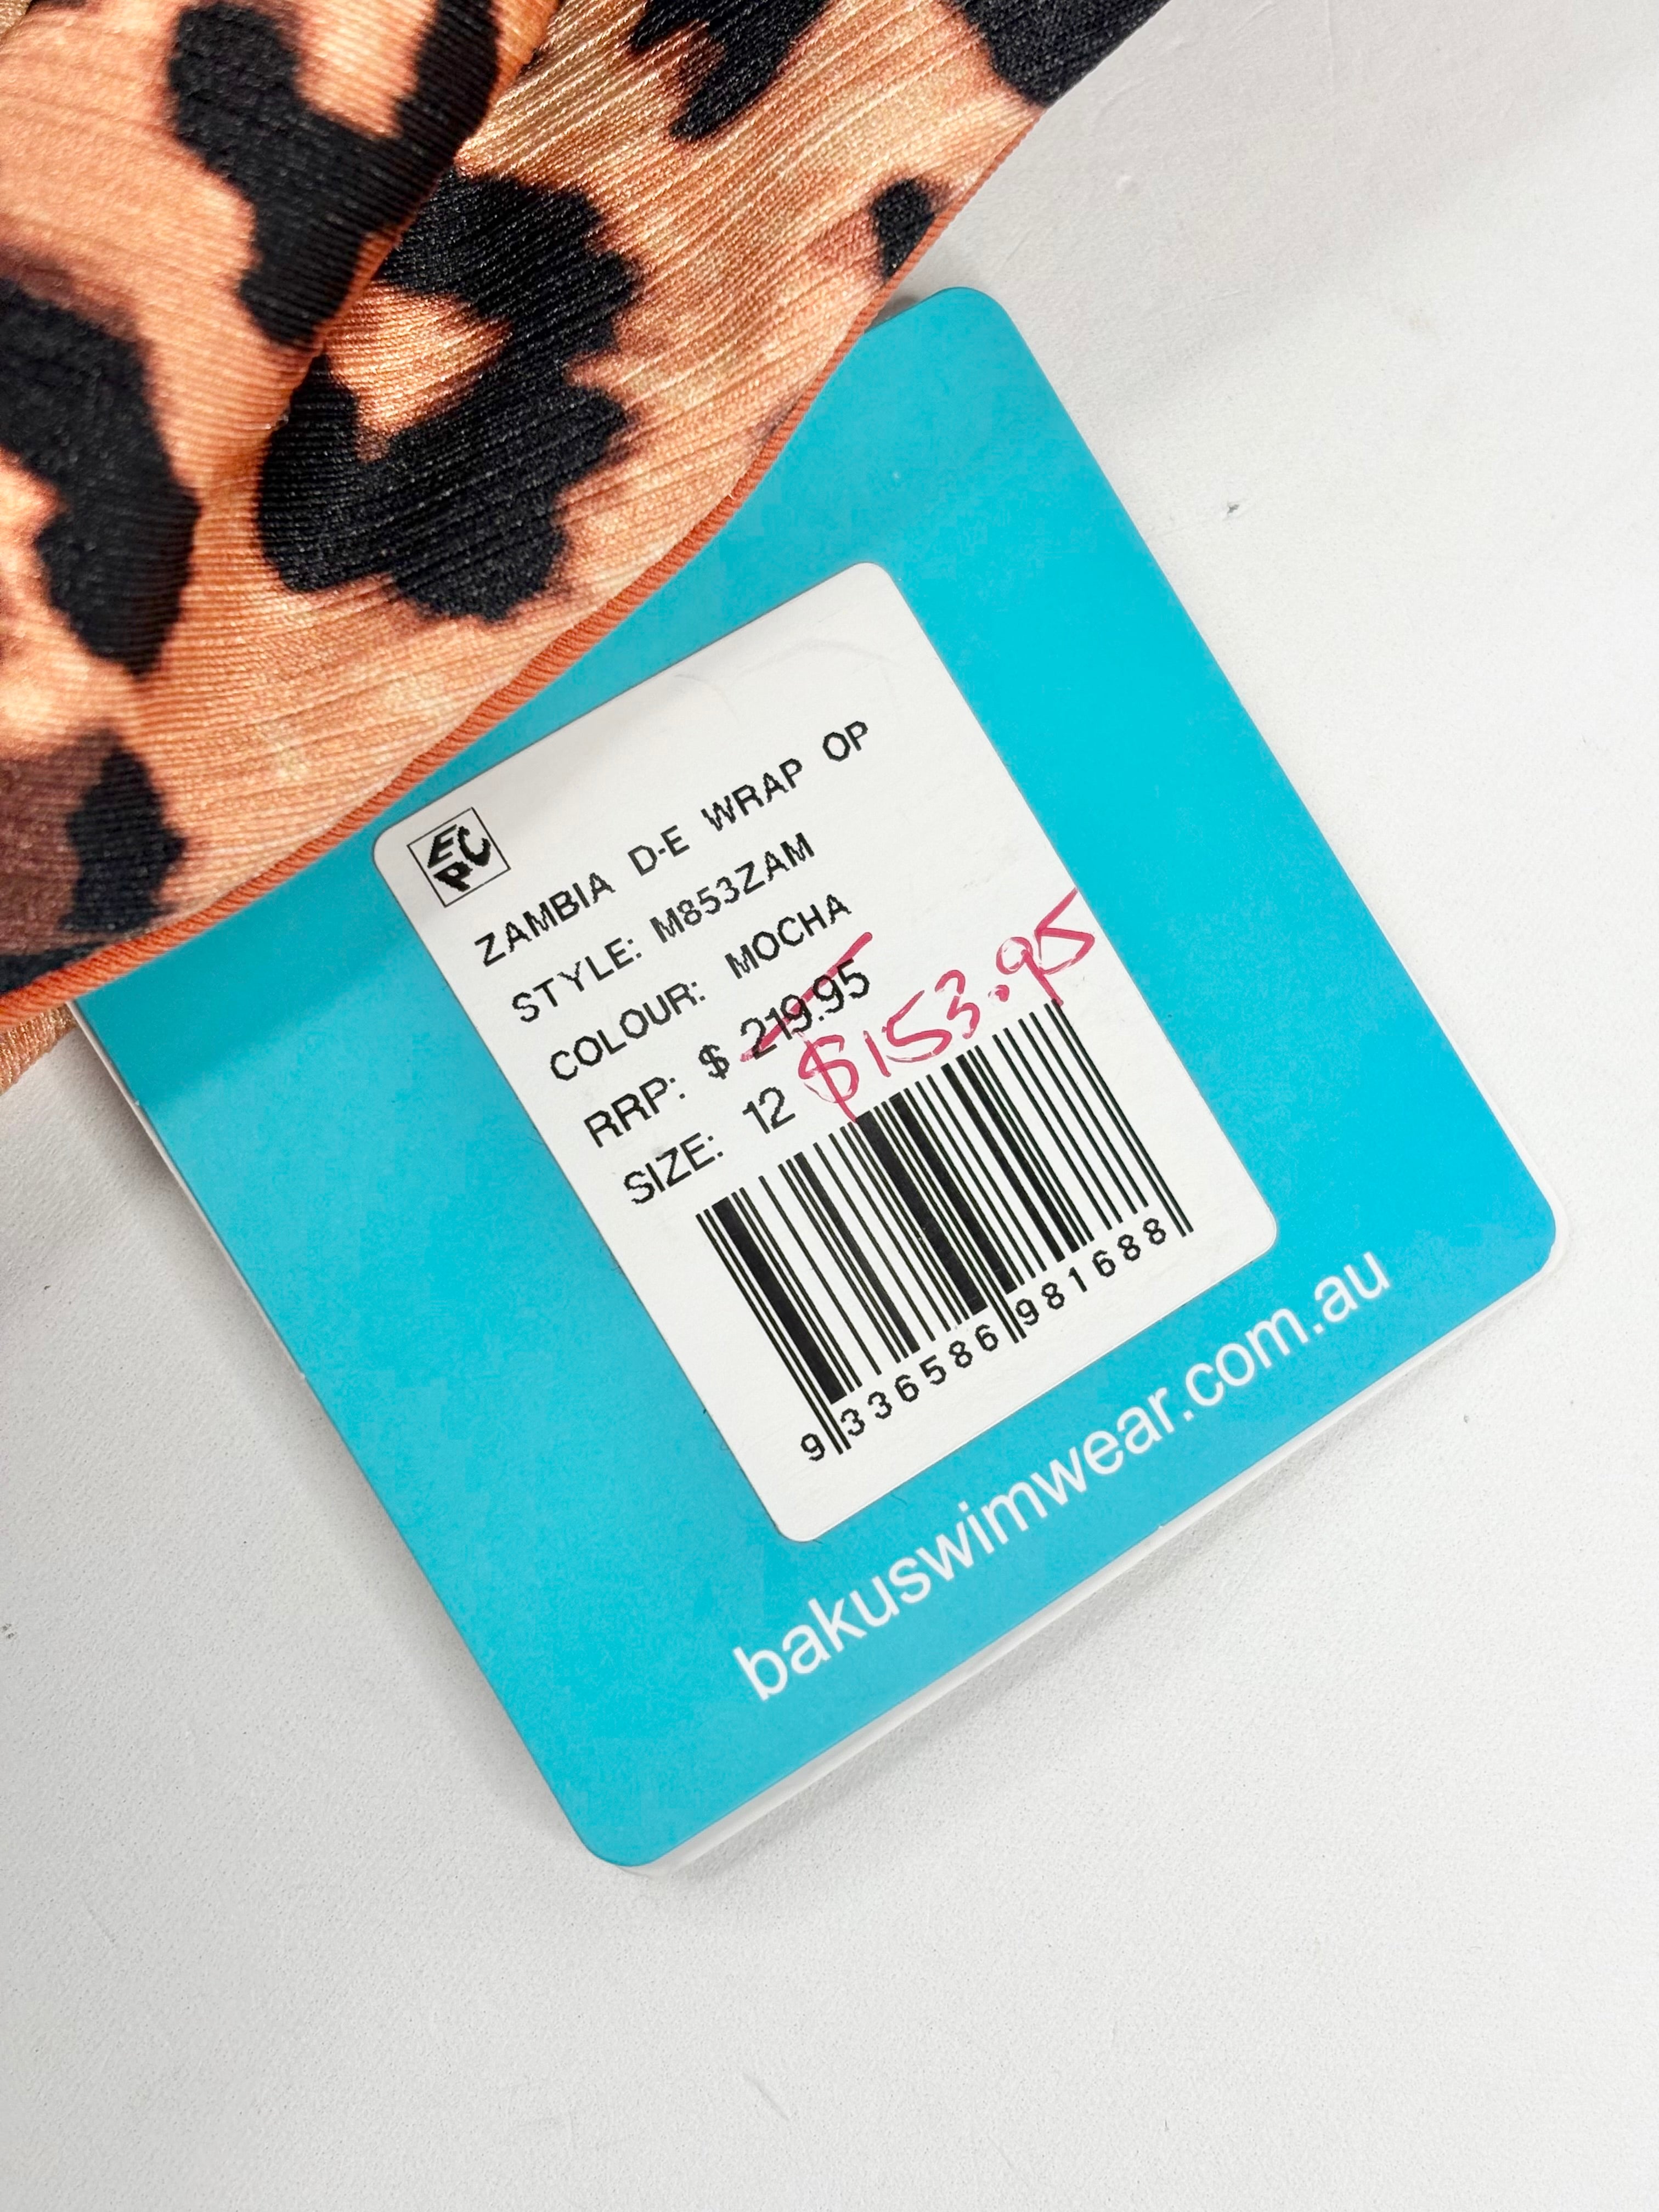 EPC
ZAMBIA D-E WRAP OP
STYLE: M853ZAM
COLOUR: MOCHA
RRP: $ 219.95
$153.95
SIZE: 12
9 336586 981688
bakuswimwear.com.au